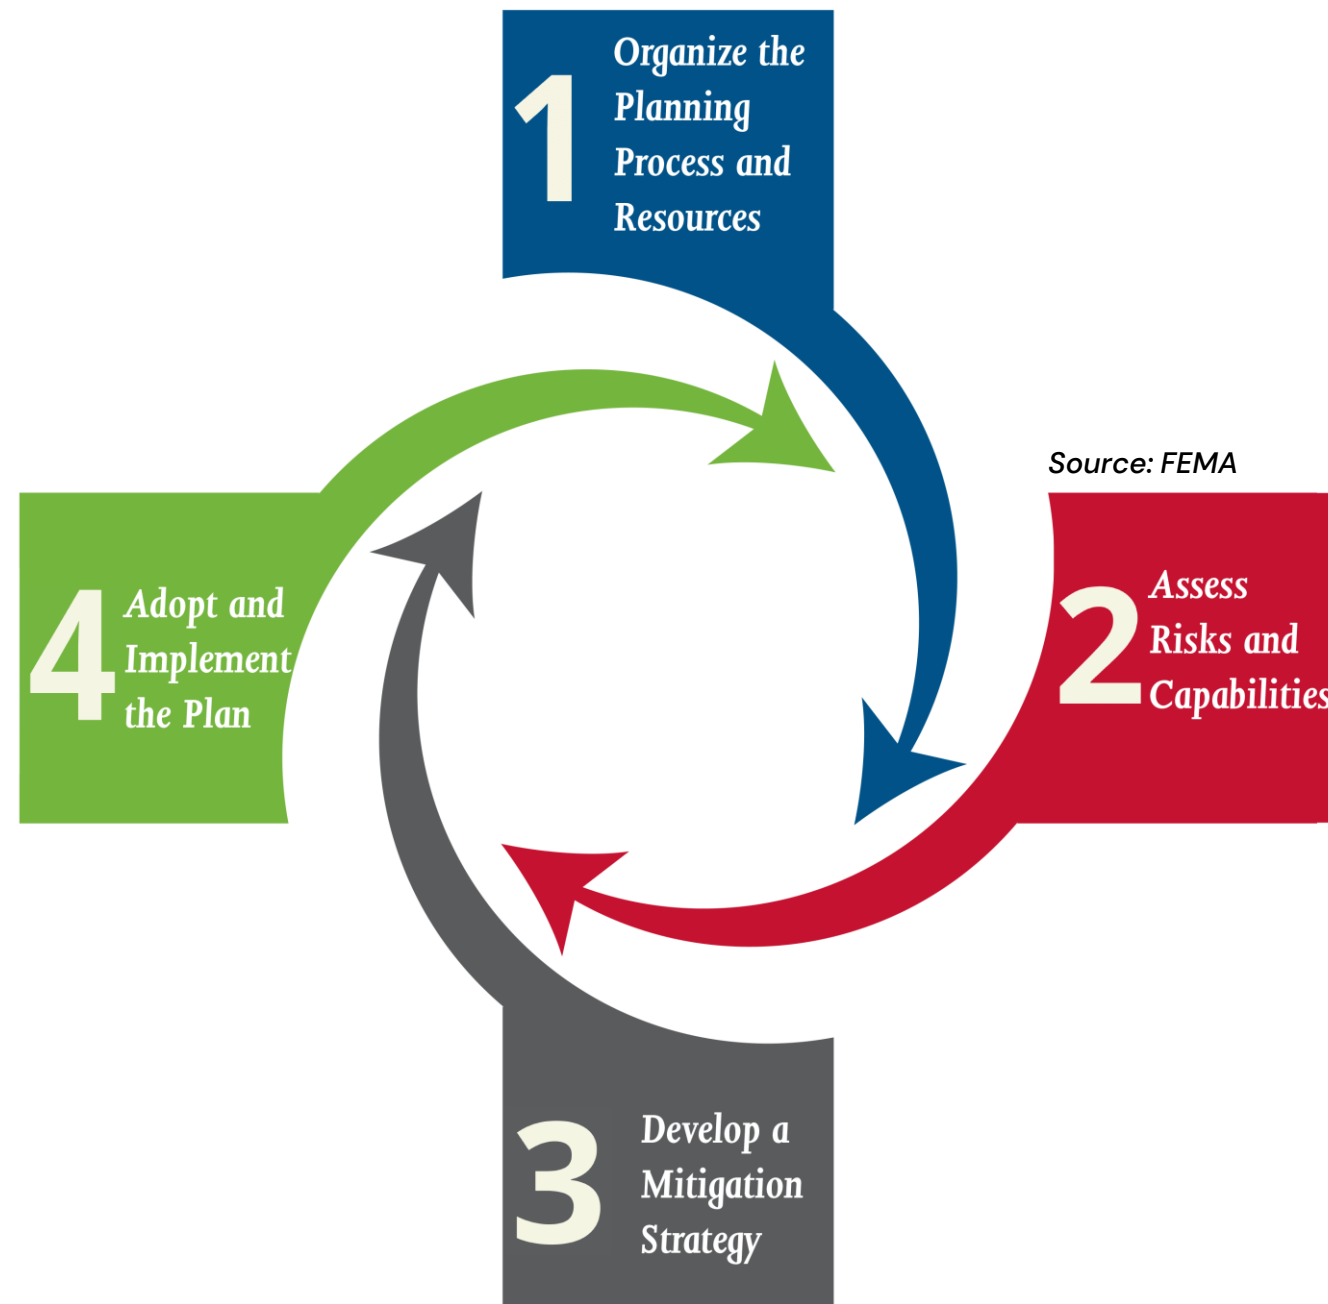 1
Organize the
Planning
Process and
Resources
Source: FEMA
2
Assess
Risks and
Capabilities
3
Develop a
Mitigation
Strategy
4
Adopt and
Implement
the Plan